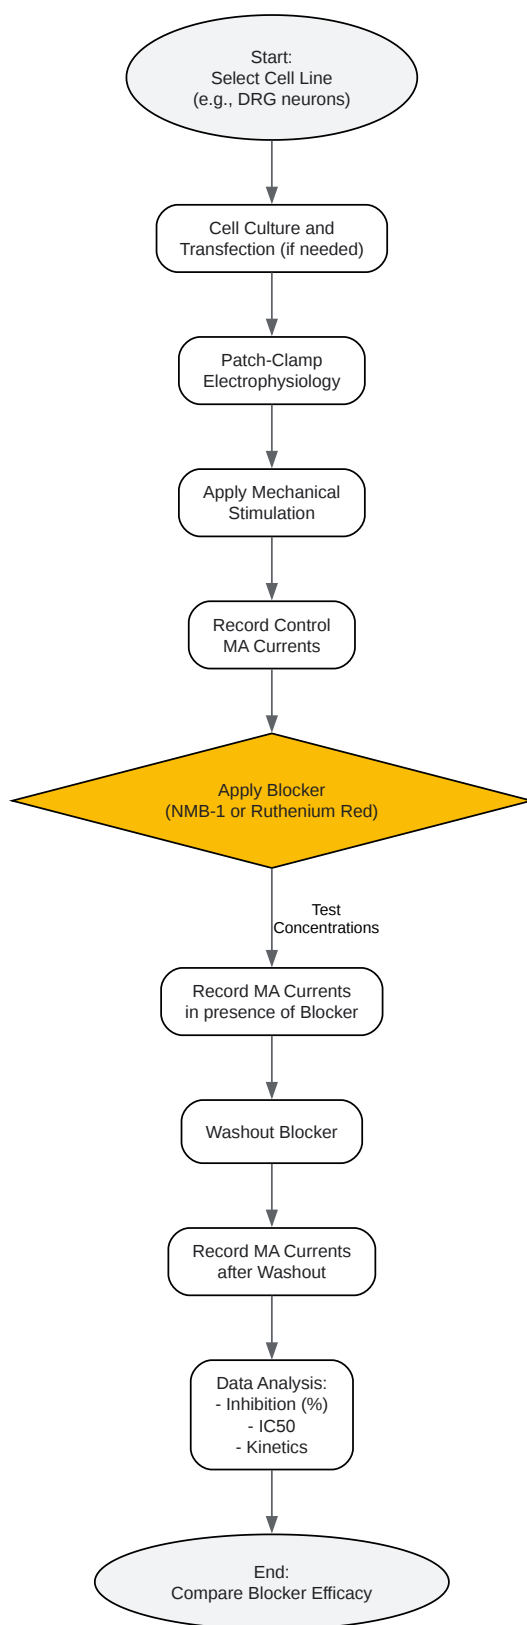 Start:
Select Cell Line
(e.g., DRG neurons)
Cell Culture and
Transfection (if needed)
Patch-Clamp
Electrophysiology
Apply Mechanical
Stimulation
Record Control
MA Currents
Apply Blocker
(NMB-1 or Ruthenium Red)
Test
Concentrations
Record MA Currents
in presence of Blocker
Washout Blocker
Record MA Currents
after Washout
Data Analysis:
- Inhibition (%)
- IC50
- Kinetics
End:
Compare Blocker Efficacy